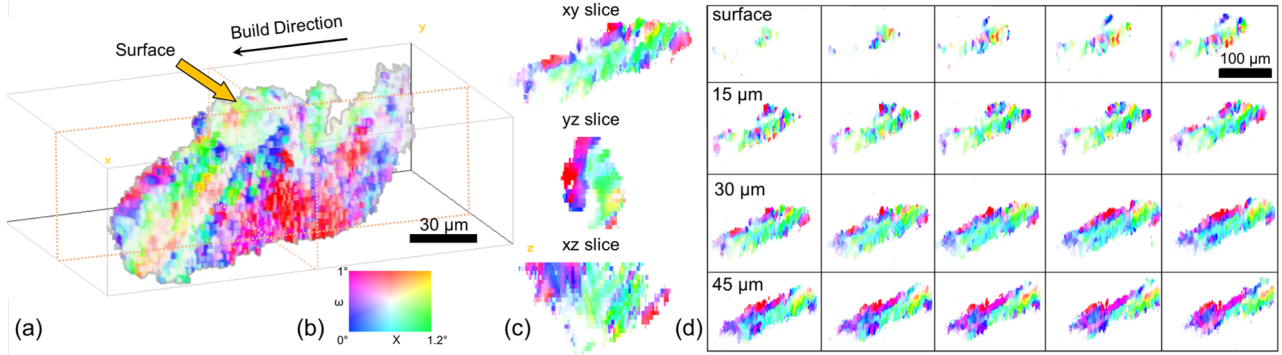 Build Direction
y
Surface
x
30 µm
z
1°
ω
0°
X
1.2°
(a)
(b)
xy slice
yz slice
xz slice
(c)
surface
100 µm
15 µm
30 µm
45 µm
(d)